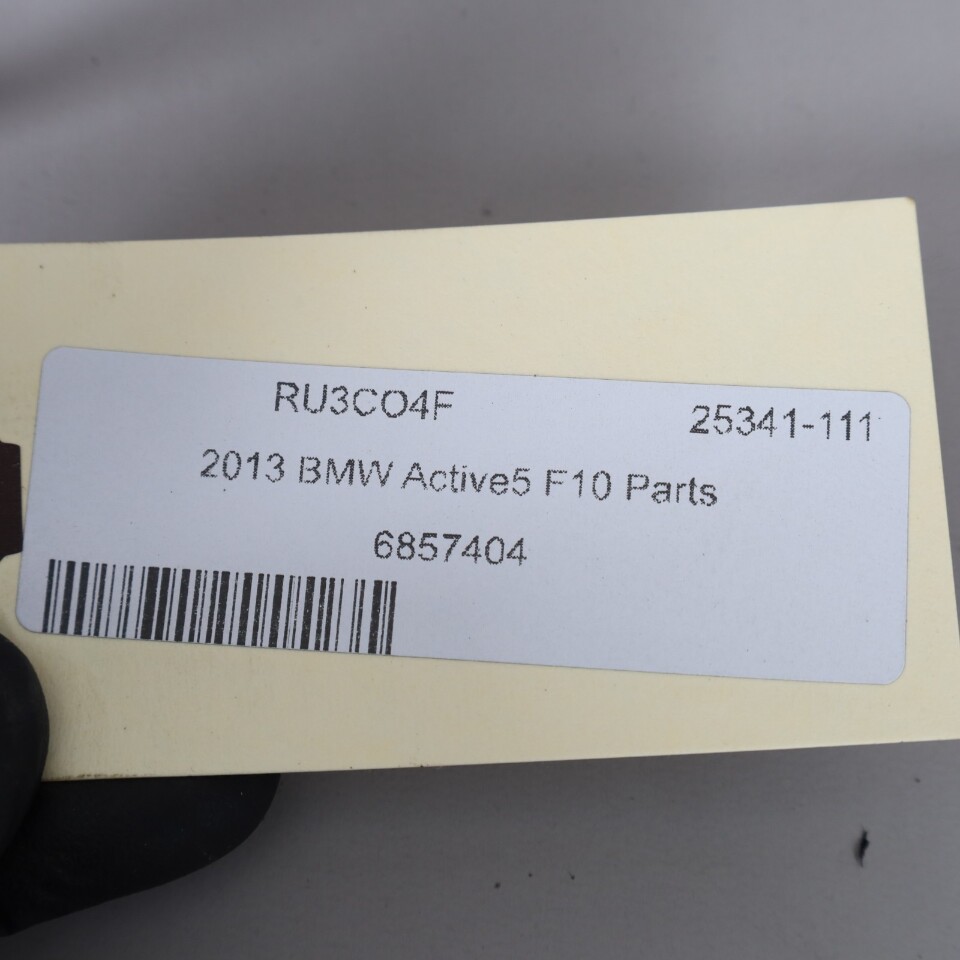 RU3CO4F 25341-111
2013 BMW Active5 F10 Parts
6857404